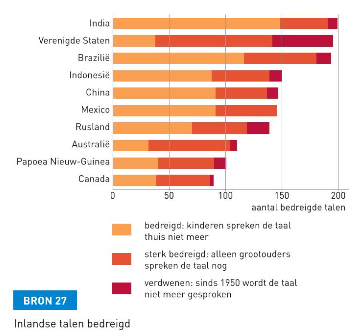 India
Verenigde Staten
Brazilië
Indonesië
China
Mexico
Rusland
Australië
Papoea Nieuw-Guinea
Canada
0 50 100 150 200
aantal bedreigde talen
bedreigd: kinderen spreken de taal
thuis niet meer
sterk bedreigd: alleen grootouders
spreken de taal nog
verdwenen: sinds 1950 wordt de taal
niet meer gesproken
BRON 27
Inlandse talen bedreigd